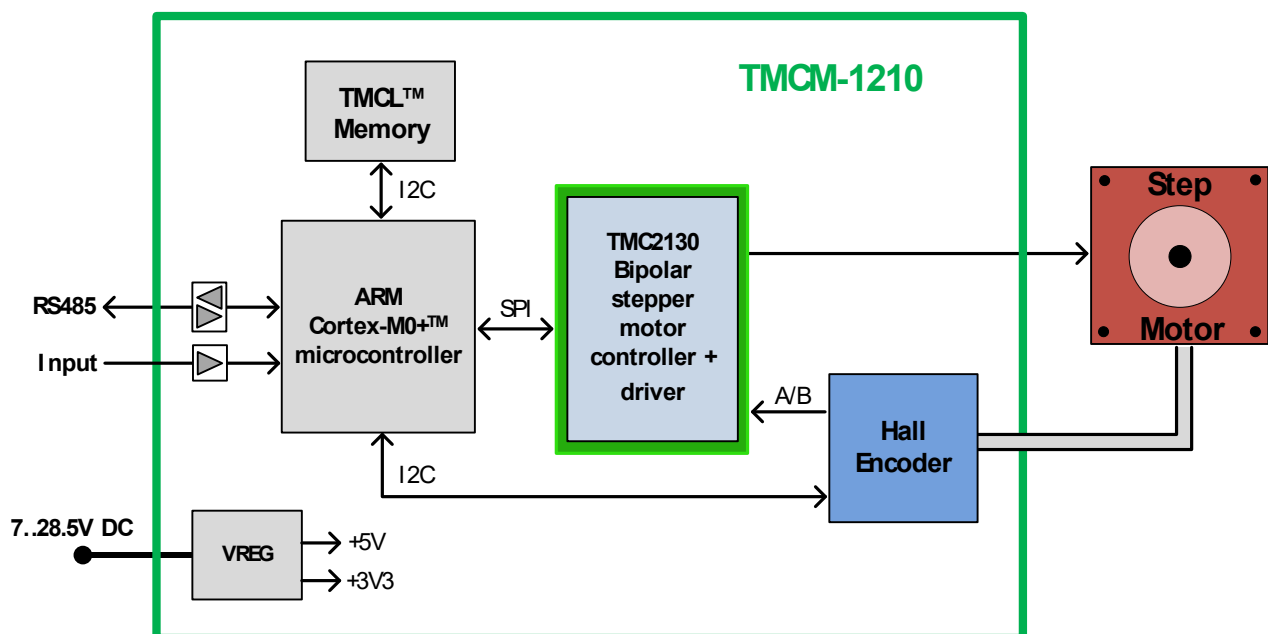 TMCM-1210
TMCL™
Memory
I2C
Step
Motor
TMC2130
Bipolar
stepper
motor
controller +
driver
ARM
Cortex-M0+™
microcontroller
RS485
Input
SPI
A/B
Hall
Encoder
I2C
7..28.5V DC
VREG
+5V
+3V3